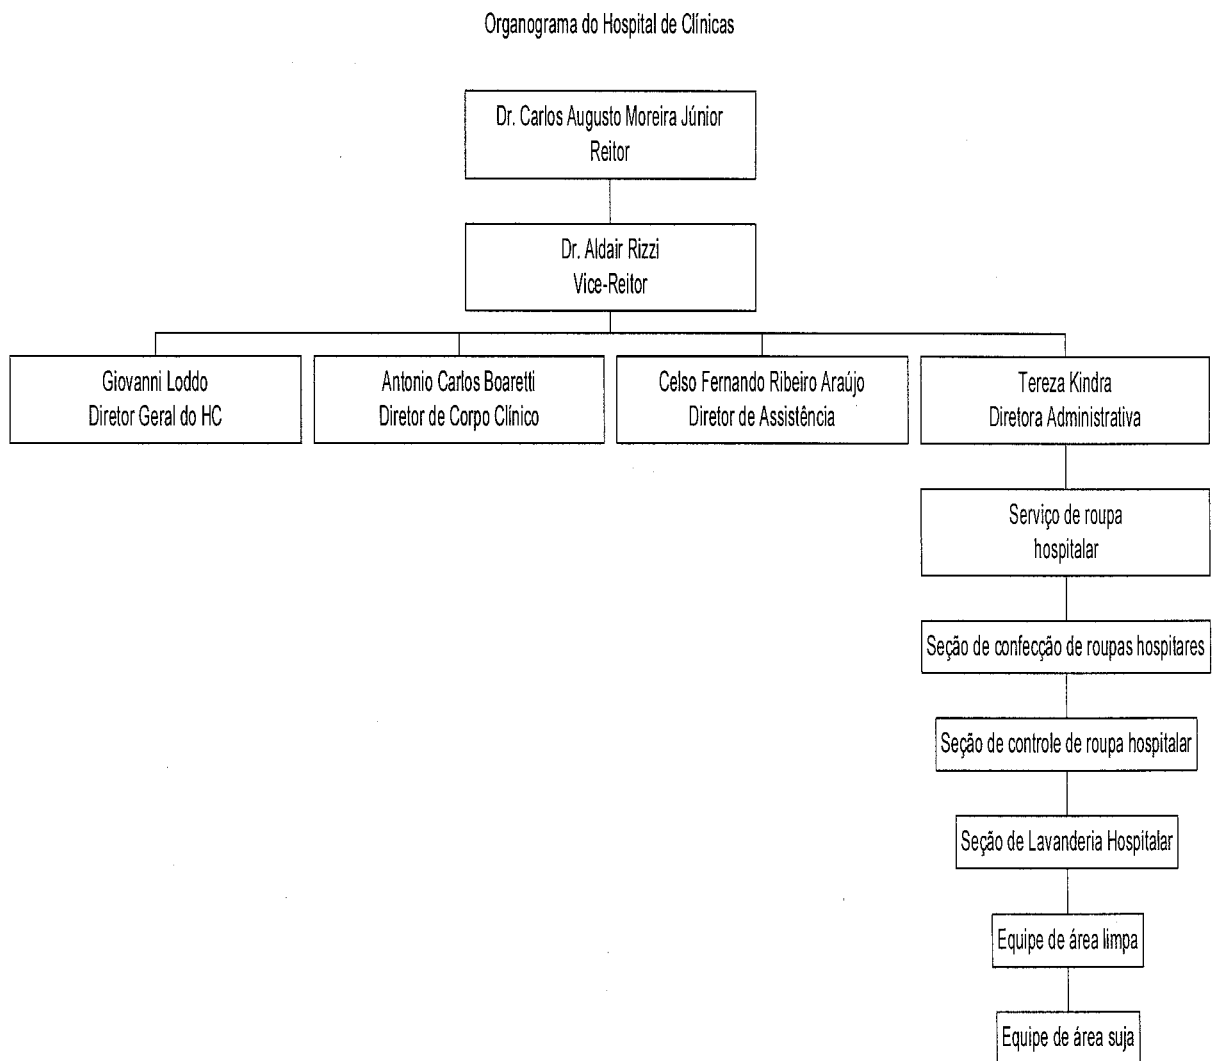 Organograma do Hospital de Clínicas
Dr. Carlos Augusto Moreira Júnior
Reitor
Dr. Aldair Rizzi
Vice-Reitor
Giovanni Loddo
Diretor Geral do HC
Antonio Carlos Boaretti
Diretor de Corpo Clínico
Celso Fernando Ribeiro Araújo
Diretor de Assistência
Tereza Kindra
Diretora Administrativa
Serviço de roupa
hospitalar
Seção de confecção de roupas hospitares
Seção de controle de roupa hospitalar
Seção de Lavanderia Hospitalar
Equipe de área limpa
Equipe de área suja